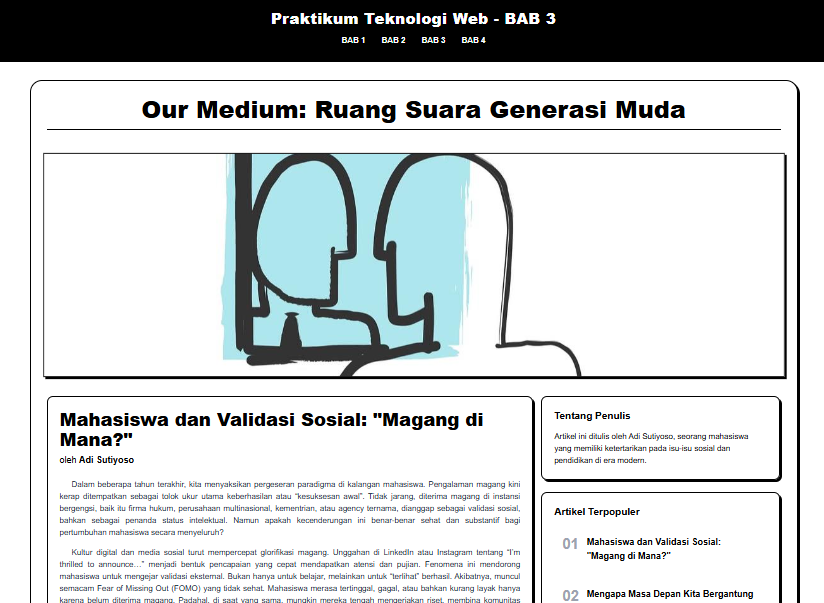 Praktikum Teknologi Web - BAB 3
BAB 1 BAB 2 BAB 3 BAB 4
Our Medium: Ruang Suara Generasi Muda
Mahasiswa dan Validasi Sosial: "Magang di
Mana?"
oleh Adi Sutiyoso
Dalam beberapa tahun terakhir, kita menyaksikan pergeseran paradigma di kalangan mahasiswa. Pengalaman magang kini
kerap ditempatkan sebagai tolok ukur utama keberhasilan atau “kesuksesan awal”. Tidak jarang, diterima magang di instansi
bergengsi, baik itu firma hukum, perusahaan multinasional, kementrian, atau agency ternama, dianggap sebagai validasi sosial,
bahkan sebagai penanda status intelektual. Namun apakah kecenderungan ini benar-benar sehat dan substantif bagi
pertumbuhan mahasiswa secara menyeluruh?
Kultur digital dan media sosial turut mempercepat glorifikasi magang. Unggahan di LinkedIn atau Instagram tentang “I’m
thrilled to announce…” menjadi bentuk pencapaian yang cepat mendapatkan atensi dan pujian. Fenomena ini mendorong
mahasiswa untuk mengejar validasi eksternal. Bukan hanya untuk belajar, melainkan untuk “terlihat” berhasil. Akibatnya, muncul
semacam Fear of Missing Out (FOMO) yang tidak sehat. Mahasiswa merasa tertinggal, gagal, atau bahkan kurang layak hanya
karena belum diterima magang. Padahal, di saat yang sama, mungkin mereka tengah mengerjakan riset, membina komunitas
Tentang Penulis
Artikel ini ditulis oleh Adi Sutiyoso, seorang mahasiswa
yang memiliki ketertarikan pada isu-isu sosial dan
pendidikan di era modern.
Artikel Terpopuler
01 Mahasiswa dan Validasi Sosial:
"Magang di Mana?"
02 Mengapa Masa Depan Kita Bergantung